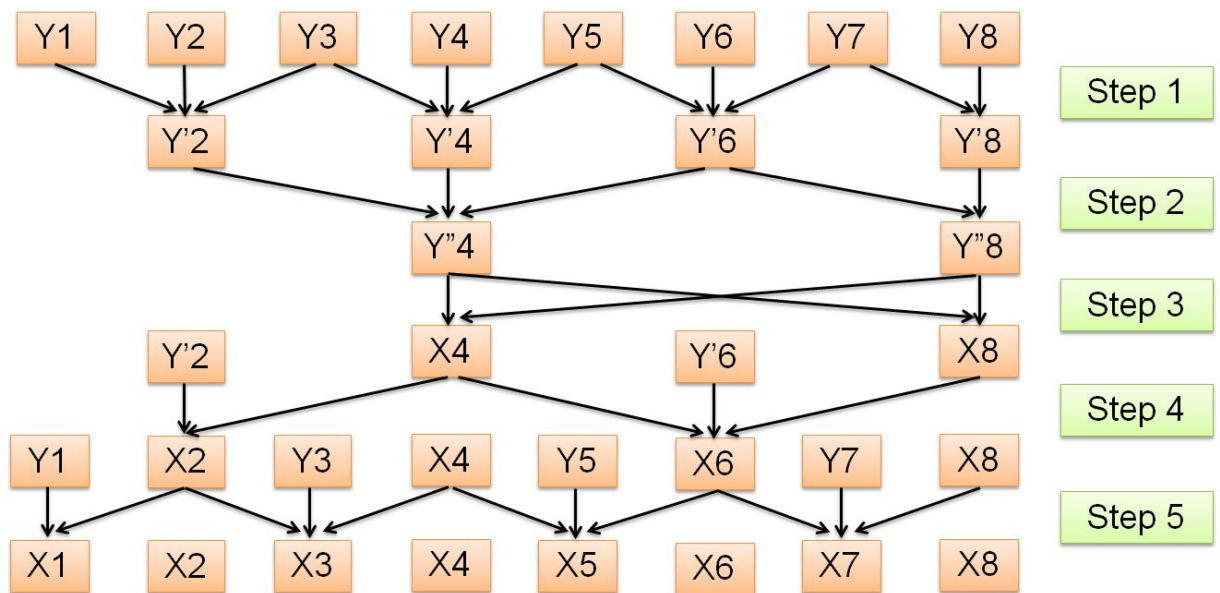 Y1 Y2 Y3 Y4 Y5 Y6 Y7 Y8
Step 1
Y'2 Y'4 Y'6 Y'8
Step 2
Y”4 Y”8
Step 3
Y'2 X4 Y'6 X8
Step 4
Y1 X2 Y3 X4 Y5 X6 Y7 X8
Step 5
X1 X2 X3 X4 X5 X6 X7 X8